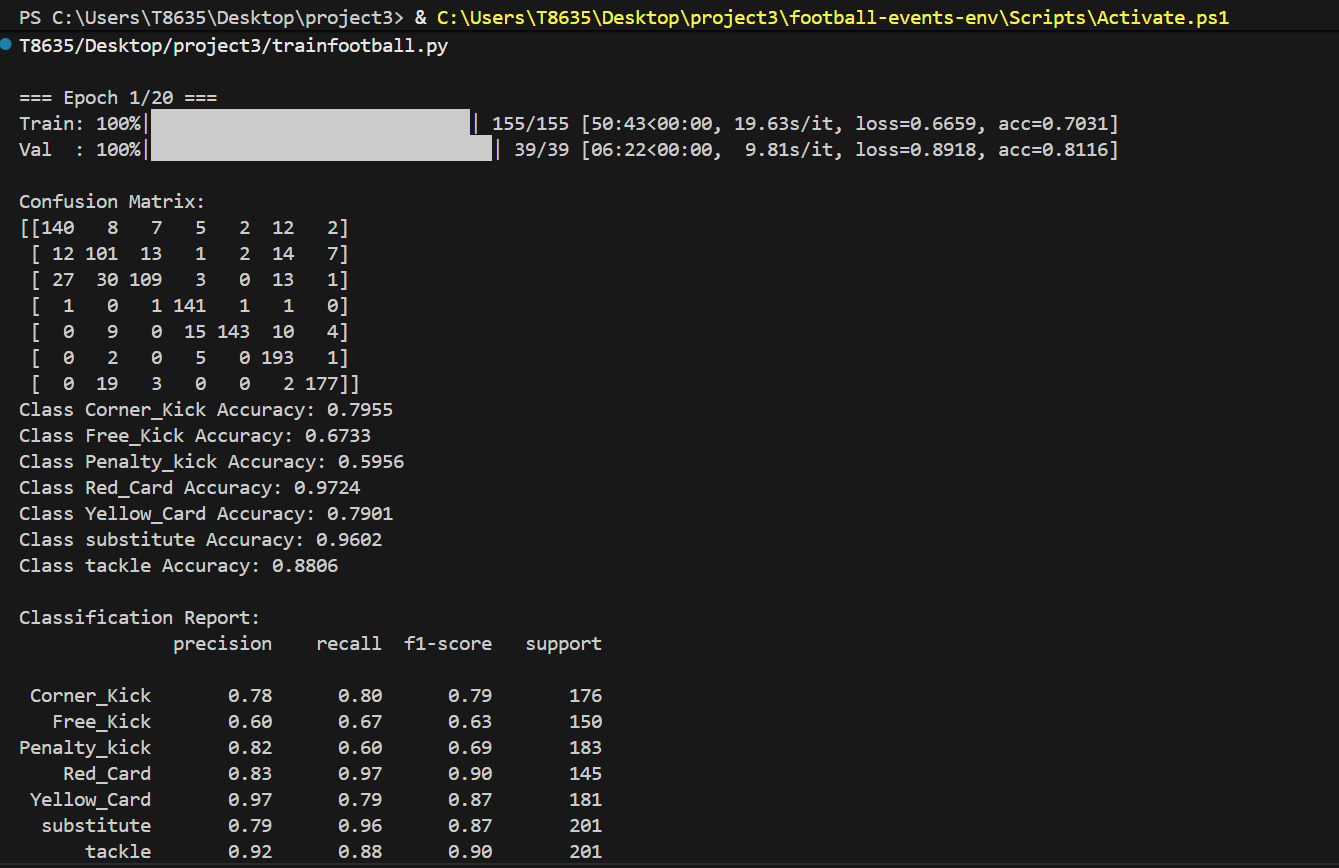 PS C:\Users\T8635\Desktop\project3> & C:\Users\T8635\Desktop\project3\football-events-env\Scripts\Activate.ps1
T8635/Desktop/project3/trainfootball.py
=== Epoch 1/20 ===
Train: 100%| | 155/155 [50:43<00:00, 19.63s/it, loss=0.6659, acc=0.7031]
Val  : 100%| | 39/39 [06:22<00:00,  9.81s/it, loss=0.8918, acc=0.8116]
Confusion Matrix:
[[140   8   7   5   2  12   2]
 [ 12 101  13   1   2  14   7]
 [ 27  30 109   3   0  13   1]
 [  1   0   1 141   1   1   0]
 [  0   9   0  15 143  10   4]
 [  0   2   0   5   0 193   1]
 [  0  19   3   0   0   2 177]]
Class Corner_Kick Accuracy: 0.7955
Class Free_Kick Accuracy: 0.6733
Class Penalty_kick Accuracy: 0.5956
Class Red_Card Accuracy: 0.9724
Class Yellow_Card Accuracy: 0.7901
Class substitute Accuracy: 0.9602
Class tackle Accuracy: 0.8806
Classification Report:
              precision    recall  f1-score   support
 Corner_Kick       0.78      0.80      0.79       176
   Free_Kick       0.60      0.67      0.63       150
Penalty_kick       0.82      0.60      0.69       183
    Red_Card       0.83      0.97      0.90       145
 Yellow_Card       0.97      0.79      0.87       181
  substitute       0.79      0.96      0.87       201
      tackle       0.92      0.88      0.90       201